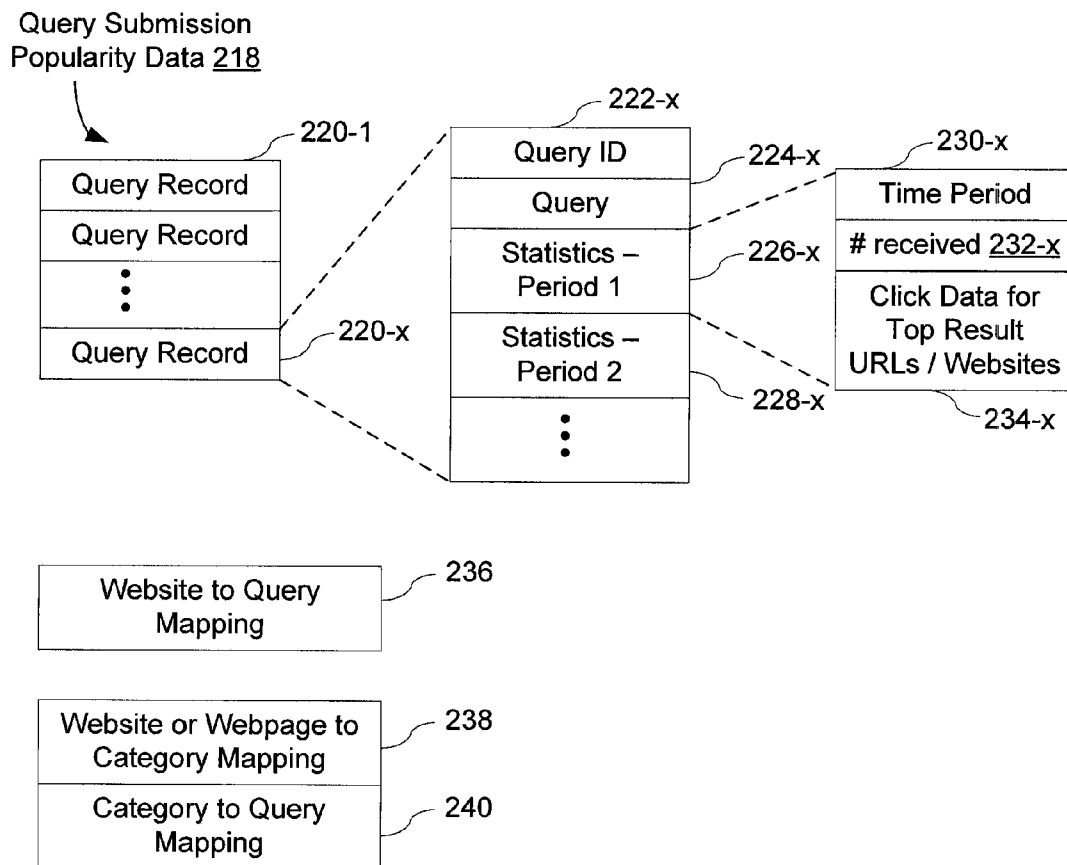 Query Submission
Popularity Data 218
220-1
Query Record
Query Record
Query Record
220-x
222-x
Query ID
224-x
Query
Statistics –
Period 1
226-x
Statistics –
Period 2
228-x
230-x
Time Period
# received 232-x
Click Data for
Top Result
URLs / Websites
234-x
Website to Query
Mapping
236
Website or Webpage to
Category Mapping
238
Category to Query
Mapping
240